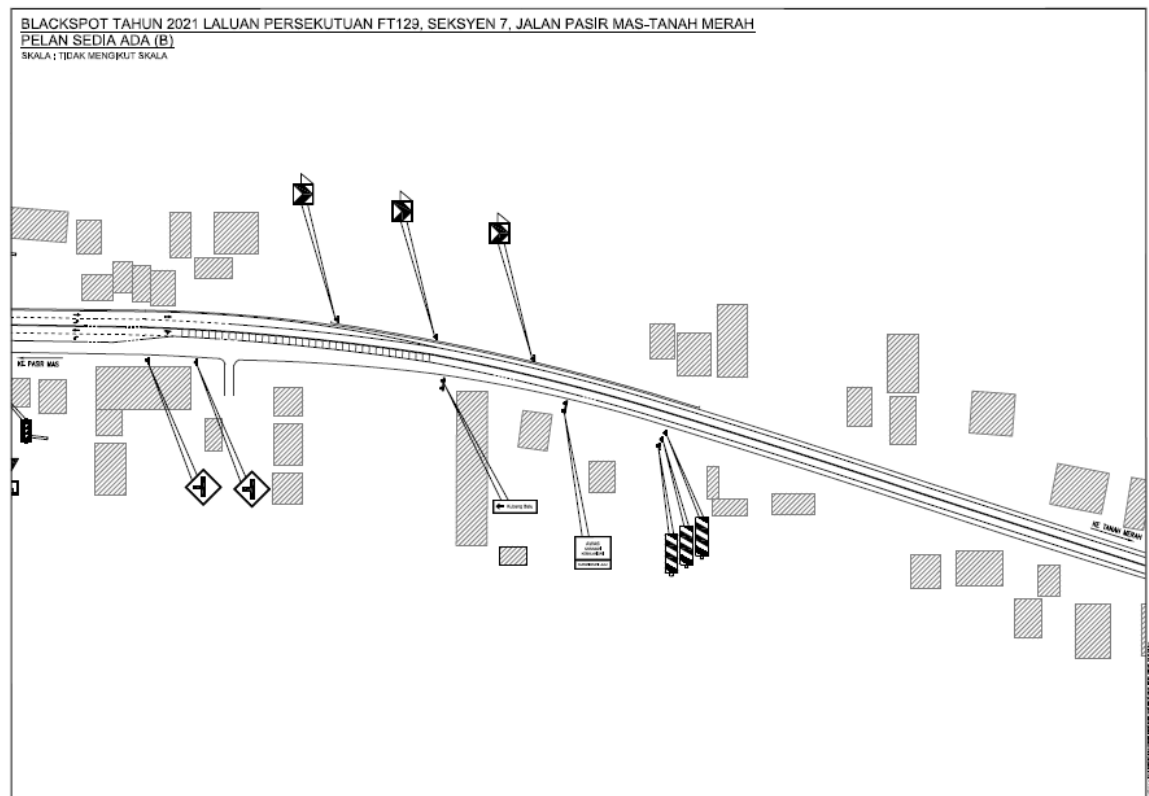 BLACKSPOT TAHUN 2021 LALUAN PERSEKUTUAN FT129, SEKSYEN 7, JALAN PASIR MAS-TANAH MERAH
PELAN SEDIA ADA (B)
SKALA : TIDAK MENGIKUT SKALA
KE PASIR MAS
KE TANAH MERAH